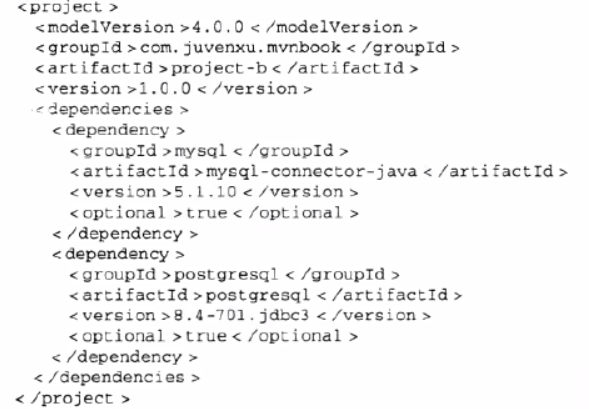 <project>
<modelVersion>4.0.0</modelVersion>
<groupId>com.juvenxu.mvnbook</groupId>
<artifactId>project-b</artifactId>
<version>1.0.0</version>
<dependencies>
<dependency>
<groupId>mysql</groupId>
<artifactId>mysql-connector-java</artifactId>
<version>5.1.10</version>
<optional>true</optional>
</dependency>
<dependency>
<groupId>postgresql</groupId>
<artifactId>postgresql</artifactId>
<version>8.4-701.jdbc3</version>
<optional>true</optional>
</dependency>
</dependencies>
</project>